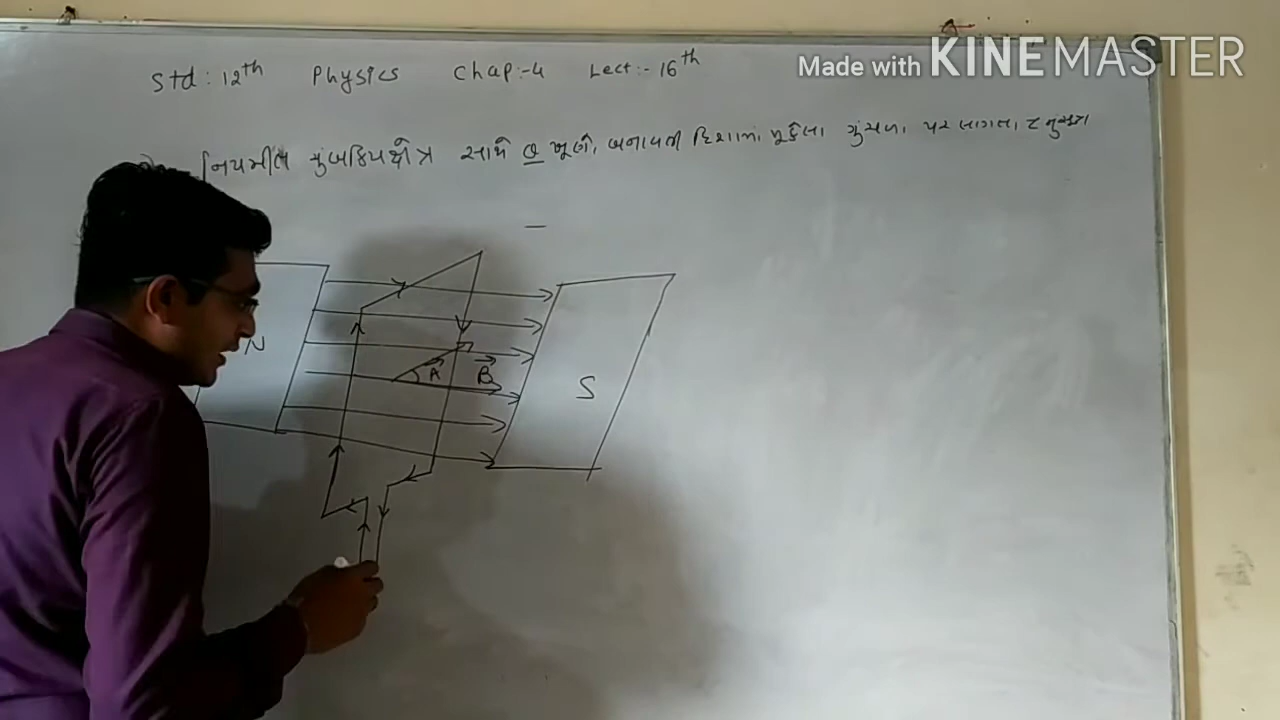 Made with KINEMASTER
Std: 12th Physics Chap:-4 Lect:- 16th
નિયમીત ચુંબકિયક્ષેત્ર સાથે θ ખૂણો બનાવતી દિશામાં મૂકેલા ગુંચળા પર લાગતા ટ
N
A
B
S